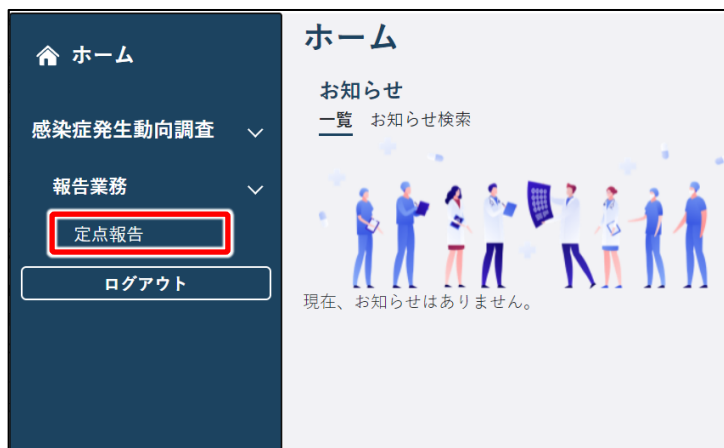 ホーム
感染症発生動向調査
報告業務
定点報告
ログアウト
ホーム
お知らせ
一覧 お知らせ検索
現在、お知らせはありません。